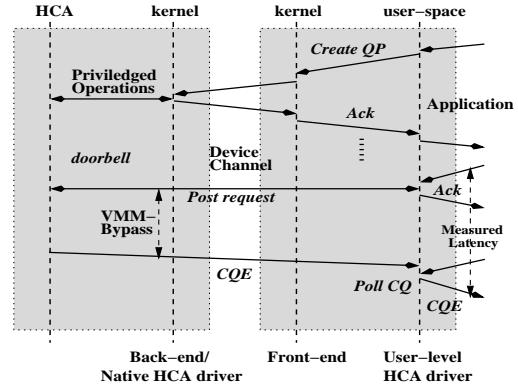 HCA kernel kernel user-space
Create QP
Priviledged
Operations
Application
Ack
Device
Channel
doorbell
Post request
Ack
VMM-
Bypass
Measured
Latency
CQE
Poll CQ
CQE
Back-end/
Native HCA driver
Front-end
User-level
HCA driver